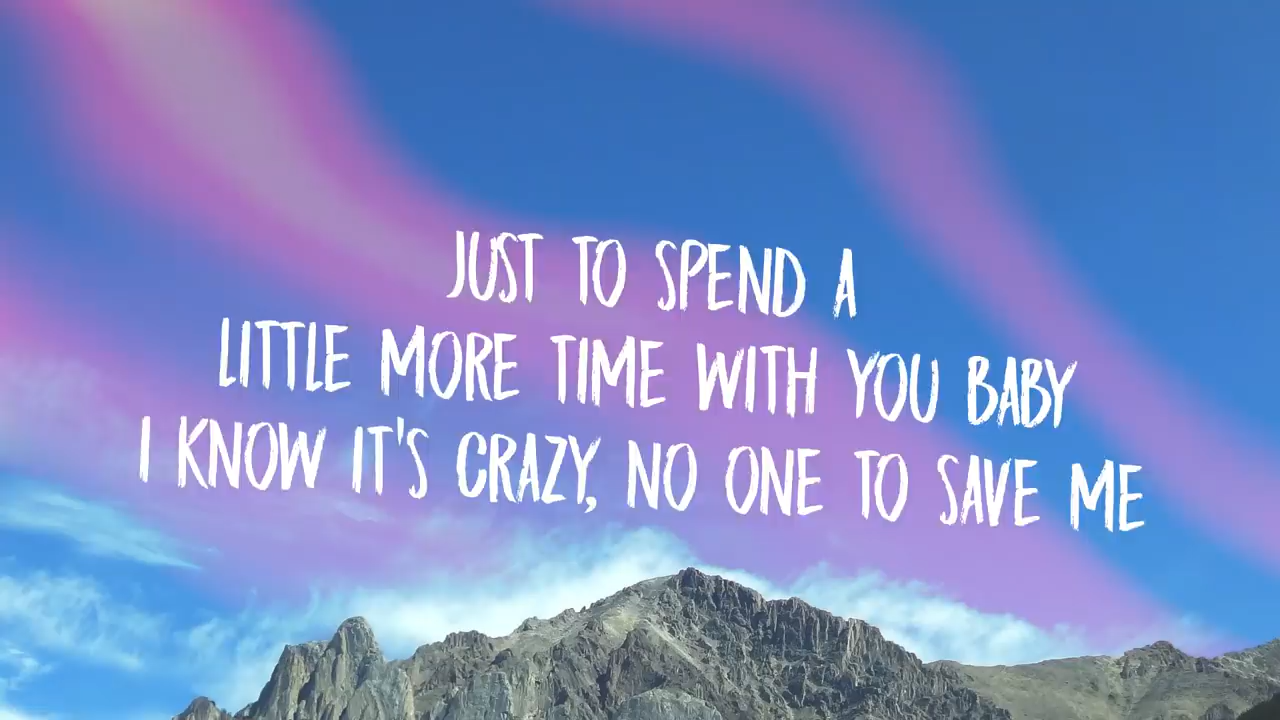 JUST TO SPEND A
LITTLE MORE TIME WITH YOU BABY
I KNOW IT'S CRAZY, NO ONE TO SAVE ME